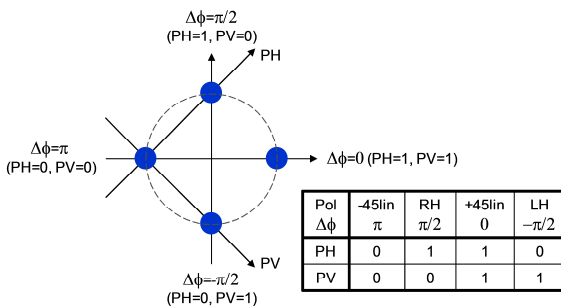 Δϕ=π/2
(PH=1, PV=0)
PH
Δϕ=π
(PH=0, PV=0)
Δϕ=0 (PH=1, PV=1)
PV
Δϕ=-π/2
(PH=0, PV=1)
Pol -45lin RH +45lin LH
Δϕ π π/2 0 −π/2
PH 0 1 1 0
PV 0 0 1 1